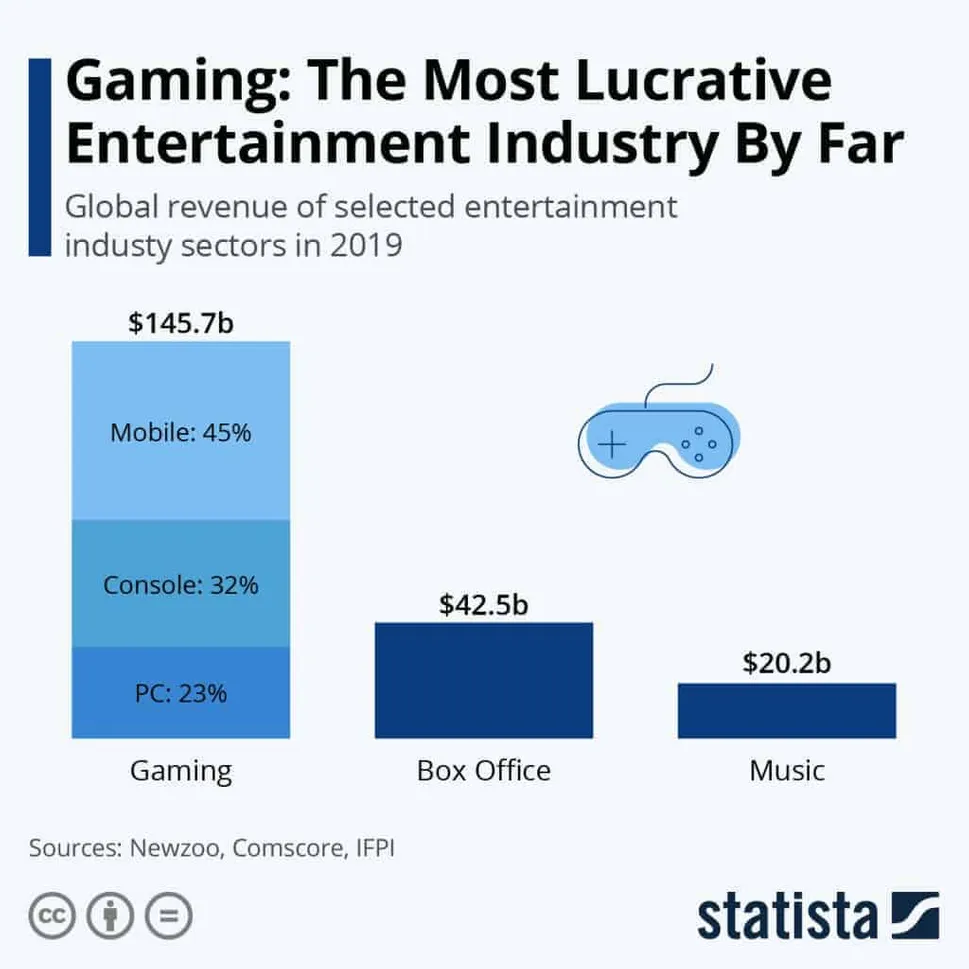 Gaming: The Most Lucrative
Entertainment Industry By Far
Global revenue of selected entertainment
industy sectors in 2019
$145.7b
Mobile: 45%
Console: 32%
PC: 23%
$42.5b
$20.2b
Gaming
Box Office
Music
Sources: Newzoo, Comscore, IFPI
cc
statista